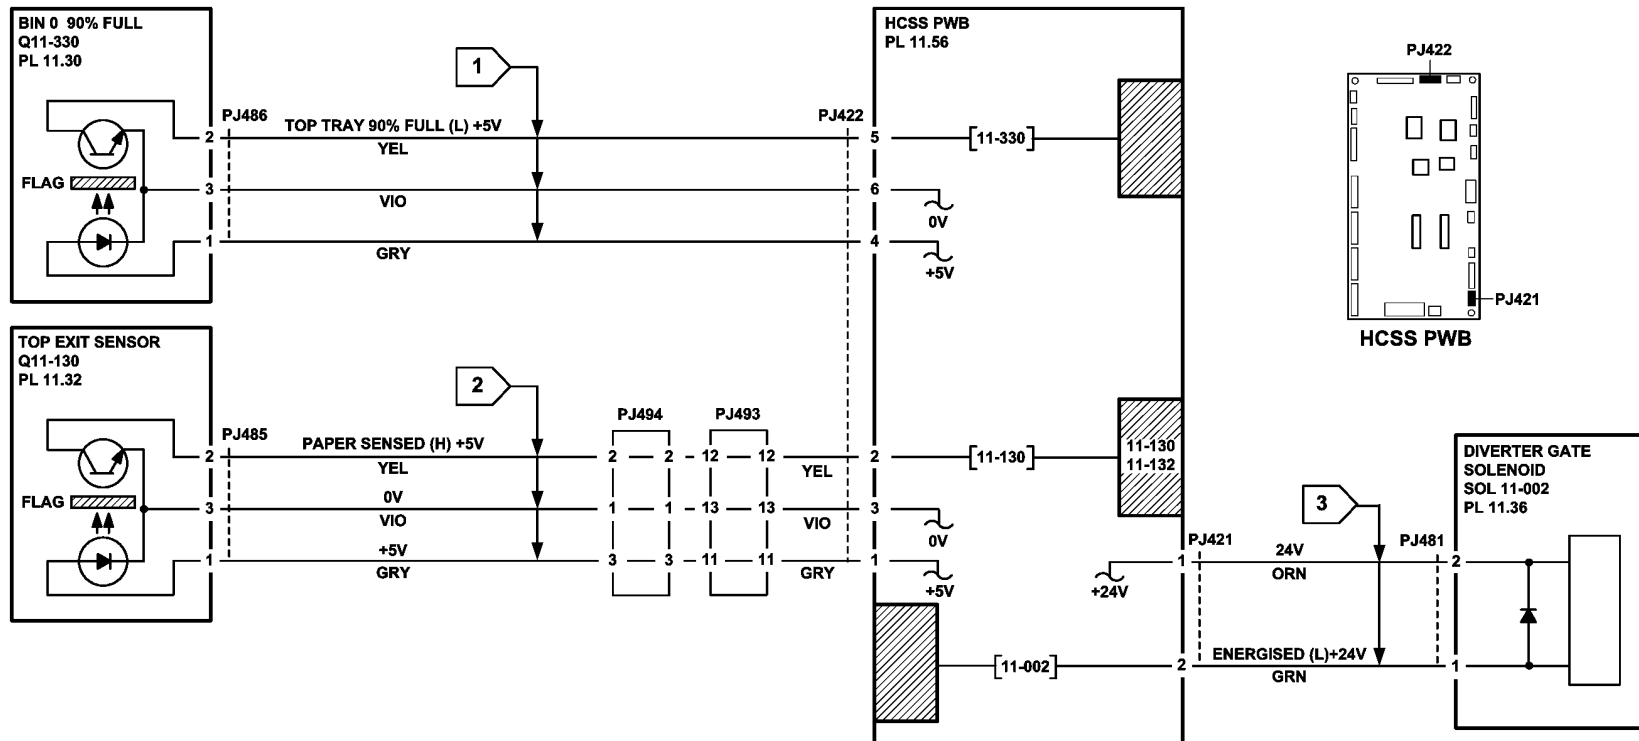 BIN 0 90% FULL
Q11-330
PL 11.30
FLAG
PJ486
2
3
1
TOP TRAY 90% FULL (L) +5V
YEL
VIO
GRY
1
PJ422
5
6
4
HCSS PWB
PL 11.56
11-330
0V
+5V
PJ422
PJ421
HCSS PWB
TOP EXIT SENSOR
Q11-130
PL 11.32
FLAG
PJ485
2
3
1
PAPER SENSED (H) +5V
YEL
0V
VIO
+5V
GRY
2
PJ494
2 2
1 1
3 3
PJ493
12 12
13 13
11 11
YEL
VIO
GRY
2
3
1
11-130
0V
+5V
11-130
11-132
+24V
11-002
1
2
PJ421
24V
ORN
ENERGISED (L)+24V
GRN
3
PJ481
2
1
DIVERTER GATE
SOLENOID
SOL 11-002
PL 11.36